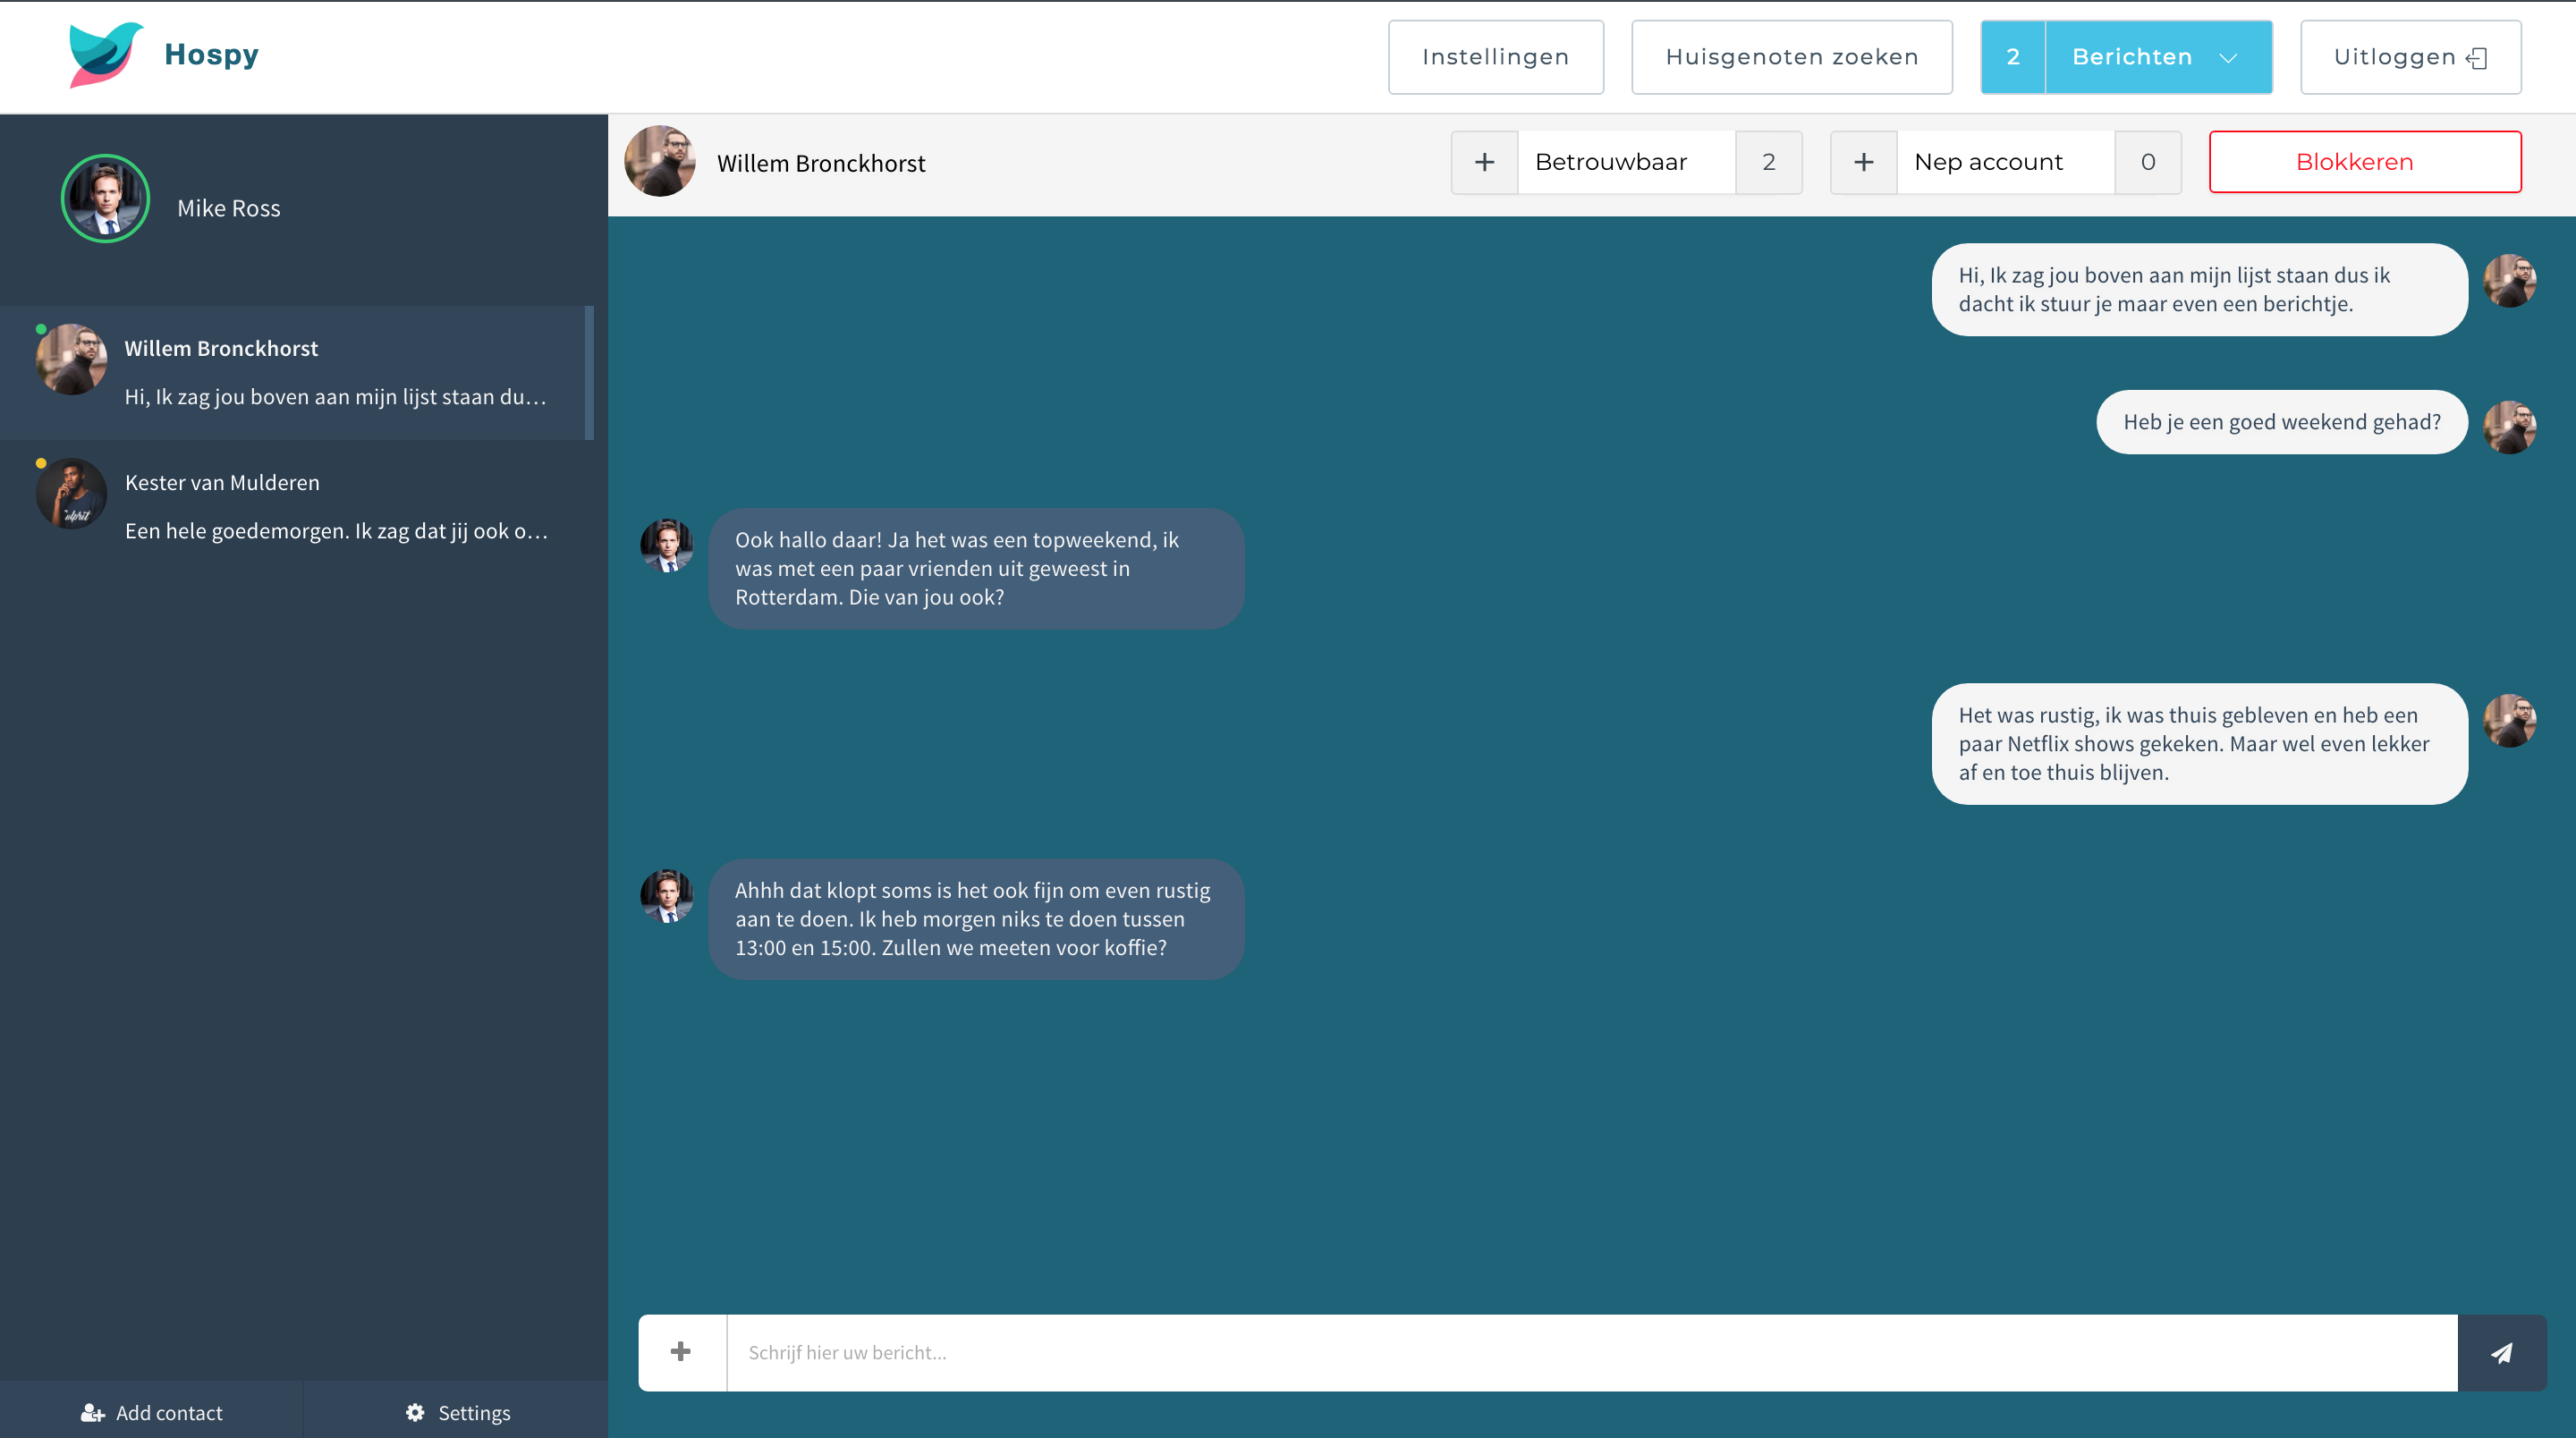 Hospy
Instellingen
Huisgenoten zoeken
2 Berichten
Uitloggen
Mike Ross
Willem Bronckhorst
Hi, Ik zag jou boven aan mijn lijst staan du...
Kester van Mulderen
Een hele goedemorgen. Ik zag dat jij ook o...
Add contact
Settings
Willem Bronckhorst
+ Betrouwbaar 2
+ Nep account 0
Blokkeren
Hi, Ik zag jou boven aan mijn lijst staan dus ik
dacht ik stuur je maar even een berichtje.
Heb je een goed weekend gehad?
Ook hallo daar! Ja het was een topweekend, ik
was met een paar vrienden uit geweest in
Rotterdam. Die van jou ook?
Het was rustig, ik was thuis gebleven en heb een
paar Netflix shows gekeken. Maar wel even lekker
af en toe thuis blijven.
Ahhh dat klopt soms is het ook fijn om even rustig
aan te doen. Ik heb morgen niks te doen tussen
13:00 en 15:00. Zullen we meeten voor koffie?
Schrijf hier uw bericht...